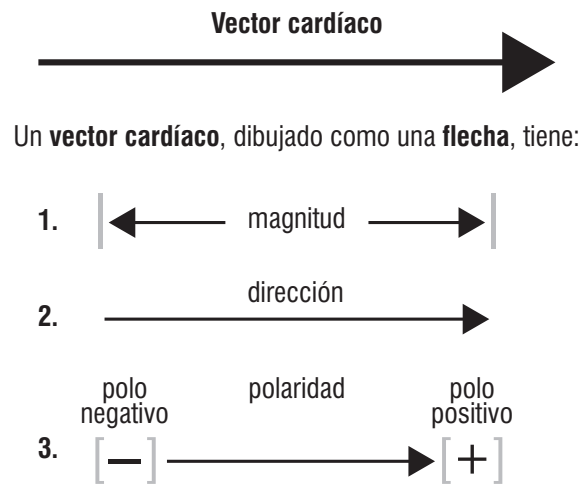 Vector cardíaco
Un vector cardíaco, dibujado como una flecha, tiene:
1. magnitud
2. dirección
polo negativo polaridad polo positivo
3. [−] [+]